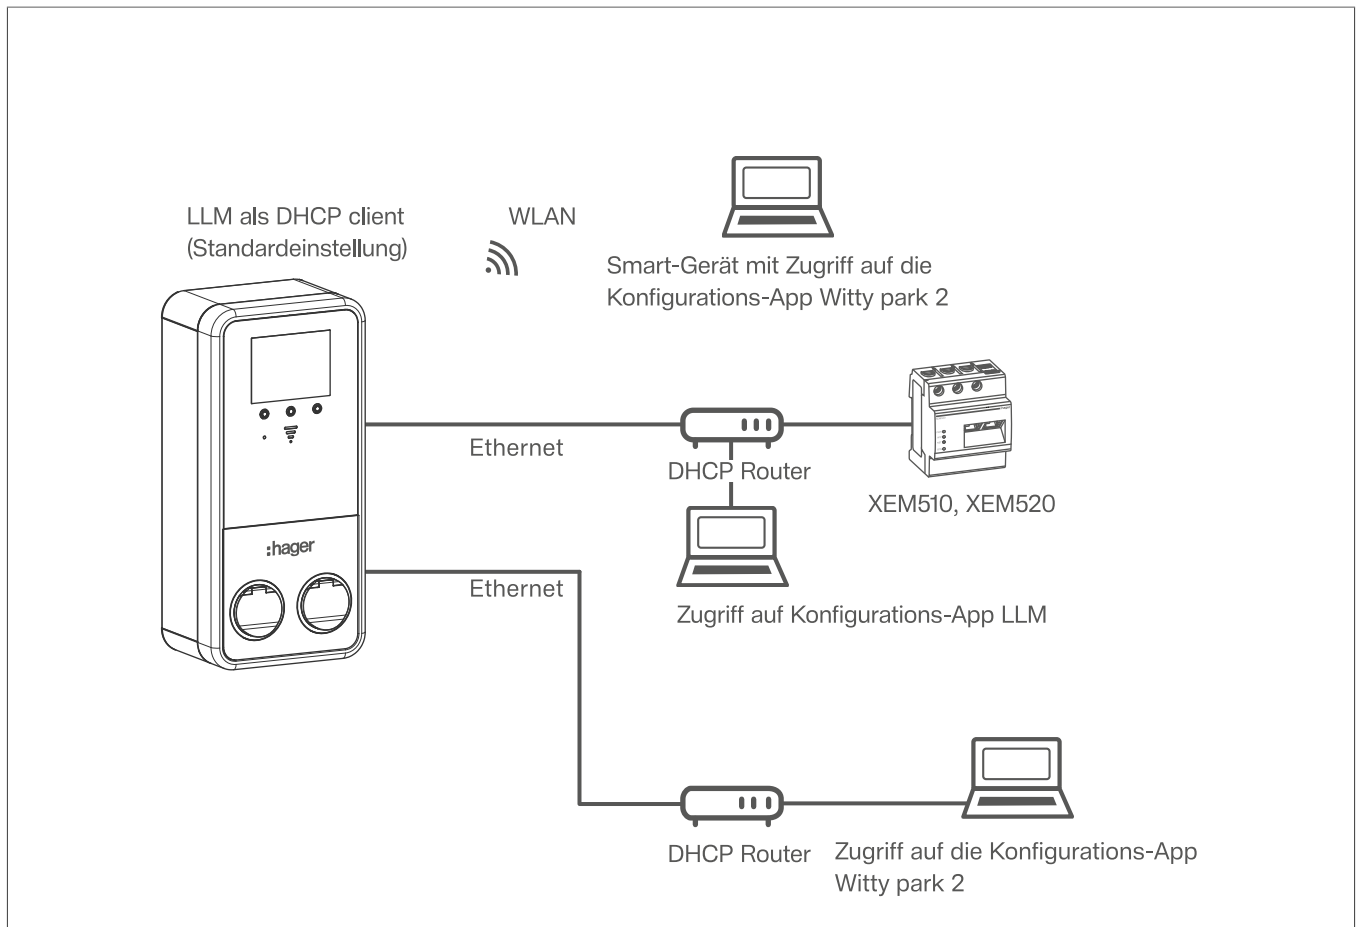 LLM als DHCP client
(Standardeinstellung)
WLAN
Smart-Gerät mit Zugriff auf die
Konfigurations-App Witty park 2
Ethernet
DHCP Router
XEM510, XEM520
:hager
Ethernet
Zugriff auf Konfigurations-App LLM
DHCP Router
Zugriff auf die Konfigurations-App
Witty park 2